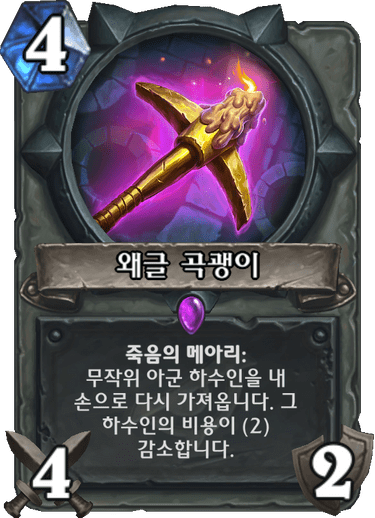 4
왜글 곡괭이
죽음의 메아리:
무작위 아군 하수인을 내
손으로 다시 가져옵니다. 그
하수인의 비용이 (2)
감소합니다.
4
2